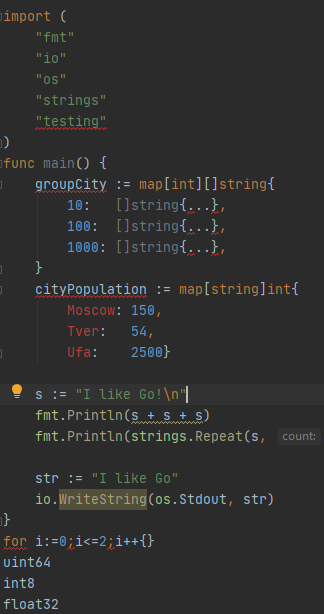 import (
"fmt"
"io"
"os"
"strings"
"testing"
)
func main() {
groupCity := map[int][]string{
10: []string{...},
100: []string{...},
1000: []string{...},
}
cityPopulation := map[string]int{
Moscow: 150,
Tver: 54,
Ufa: 2500}
s := "I like Go!\n"
fmt.Println(s + s + s)
fmt.Println(strings.Repeat(s, count:
str := "I like Go"
io.WriteString(os.Stdout, str)
}
for i:=0;i<=2;i++{}
uint64
int8
float32